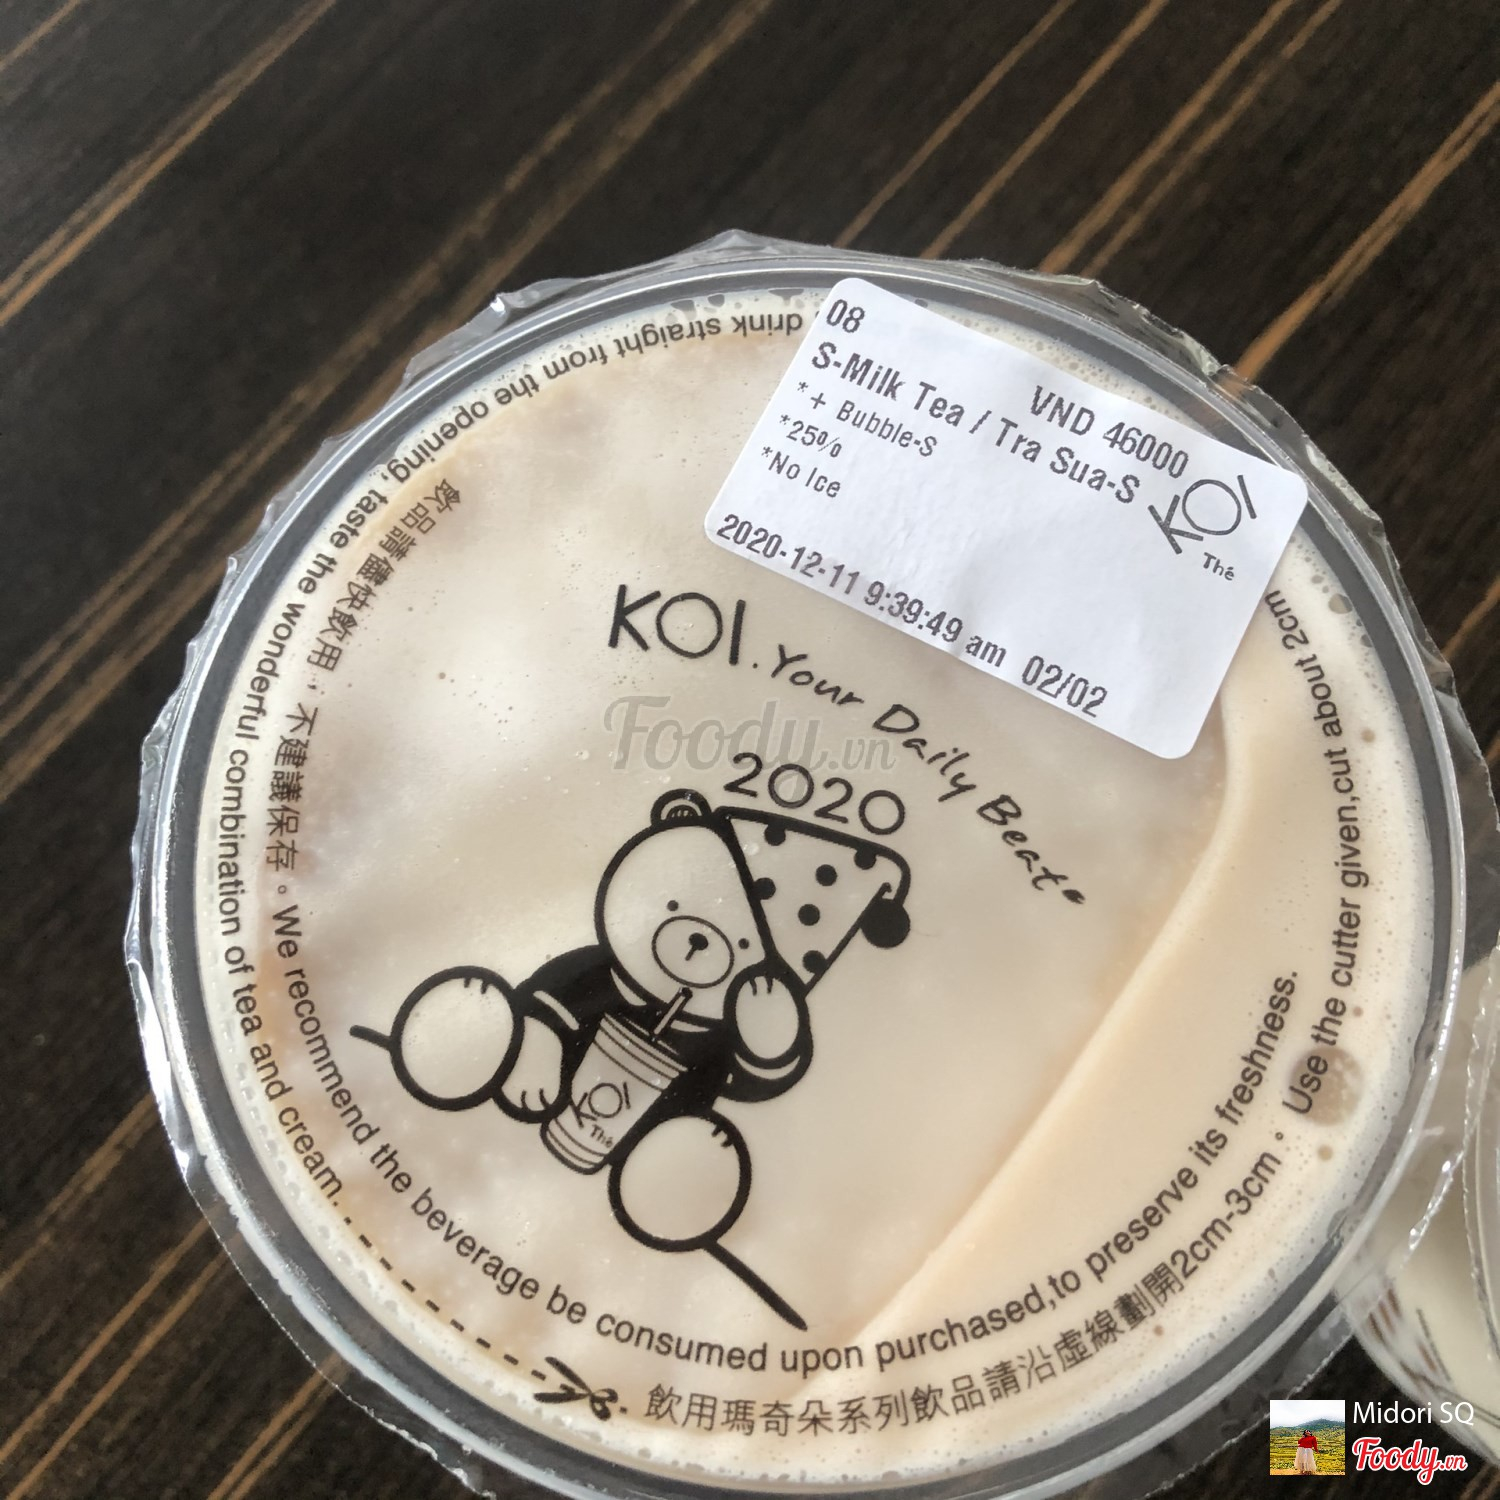 08
VND 46000
S-Milk Tea / Tra Sua-S
*+ Bubble-S
*25%
*No Ice
KOI
Thé
2020-12-11 9:39:49 am 02/02
KOI. Your Daily Beat
2020
Foody.vn
KOI
Thé
飲品請儘快飲用，不建議保存。We recommend the beverage be consumed upon purchased,to preserve its freshness.
飲用瑪奇朵系列飲品請沿虛線劃開2cm-3cm。Use the cutter given,cut about 2cm
drink straight from the opening, taste the wonderful combination of tea and cream.
Midori SQ
Foody.vn